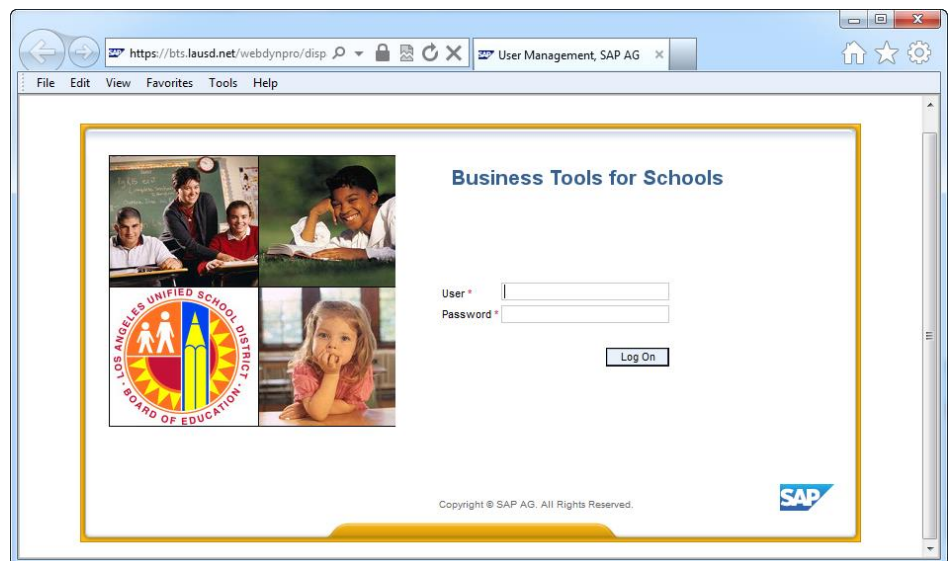 https://bts.lausd.net/webdynpro/disp
User Management, SAP AG
File Edit View Favorites Tools Help
Business Tools for Schools
User *
Password *
Log On
LOS ANGELES UNIFIED SCHOOL DISTRICT
BOARD OF EDUCATION
Copyright © SAP AG. All Rights Reserved.
SAP